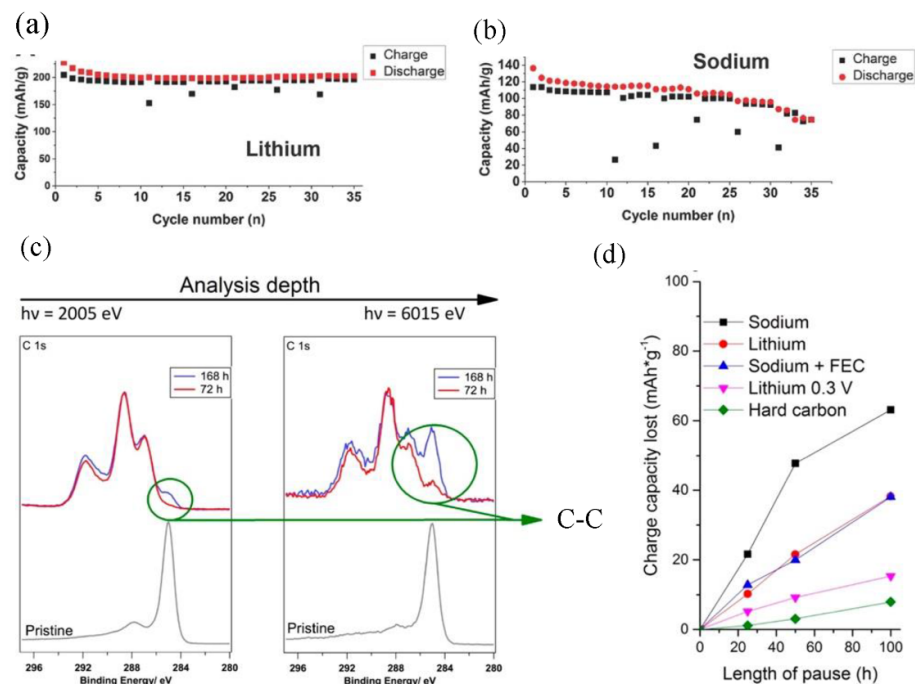 (a)
Charge
Discharge
Capacity (mAh/g)
200
150
100
50
0
Lithium
0 5 10 15 20 25 30 35
Cycle number (n)
(b)
Sodium
Charge
Discharge
Capacity (mAh/g)
140
120
100
80
60
40
20
0
0 5 10 15 20 25 30 35
Cycle number (n)
(c)
Analysis depth
hν = 2005 eV
hν = 6015 eV
C 1s
168 h
72 h
Pristine
296 292 288 284 280
Binding Energy/ eV
C 1s
168 h
72 h
Pristine
296 292 288 284 280
Binding Energy/ eV
C-C
(d)
Charge capacity lost (mAh*g-1)
100
80
60
40
20
0
Sodium
Lithium
Sodium + FEC
Lithium 0.3 V
Hard carbon
0 20 40 60 80 100
Length of pause (h)